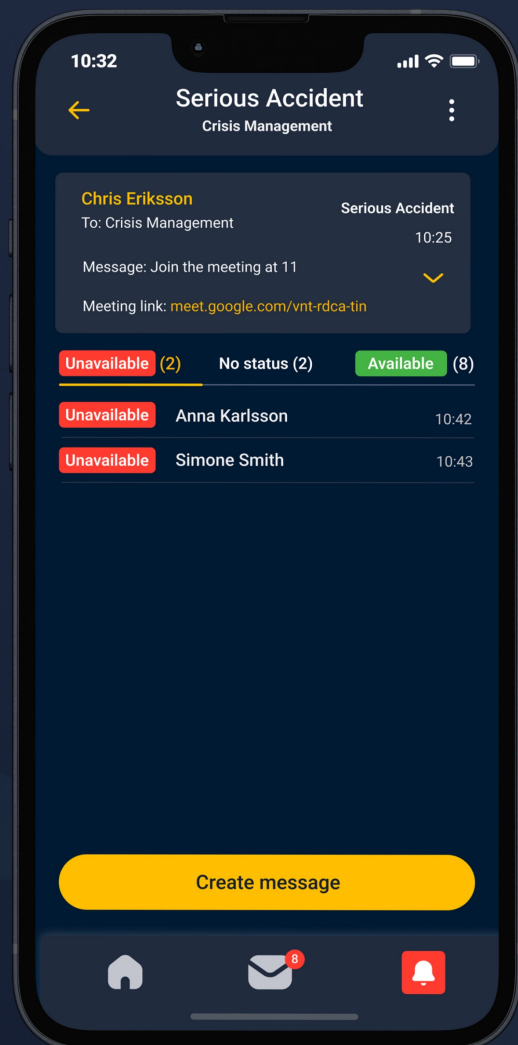 10:32
Serious Accident
Crisis Management
Chris Eriksson
To: Crisis Management
Serious Accident
10:25
Message: Join the meeting at 11
Meeting link: meet.google.com/vnt-rdca-tin
Unavailable (2) No status (2) Available (8)
Unavailable Anna Karlsson 10:42
Unavailable Simone Smith 10:43
Create message
8